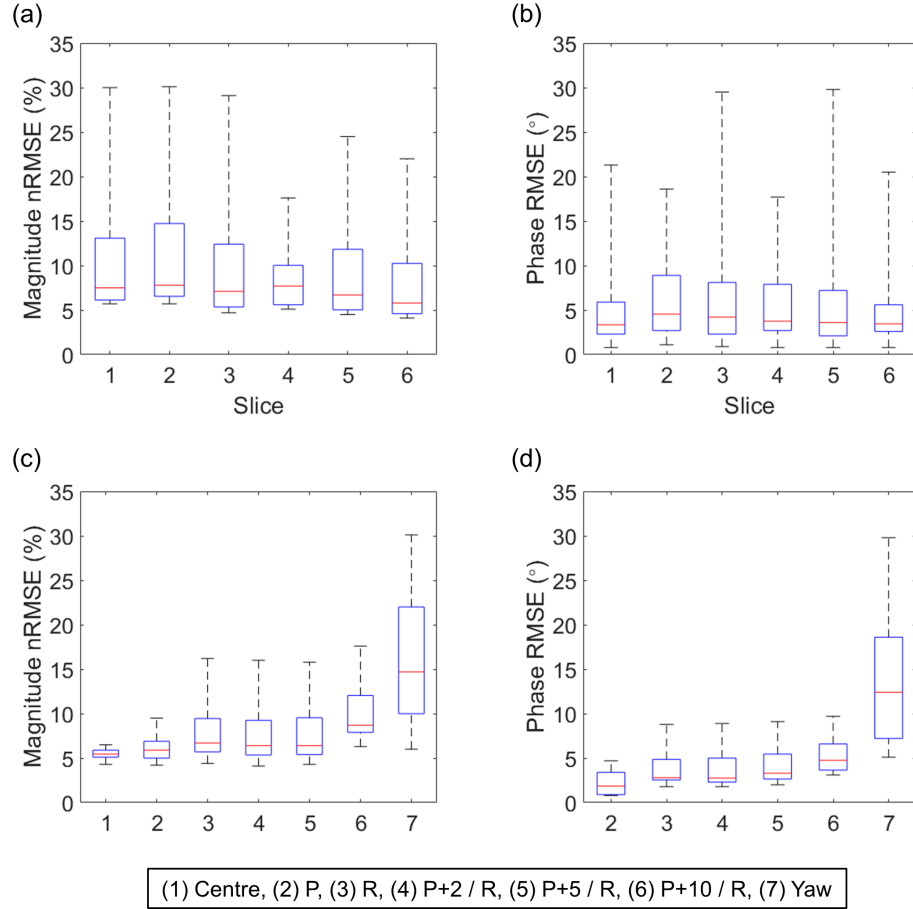 (a)
(b)
35
30
25
20
15
10
5
0
Magnitude nRMSE (%)
1 2 3 4 5 6
Slice
35
30
25
20
15
10
5
0
Phase RMSE (°)
1 2 3 4 5 6
Slice
(c)
(d)
35
30
25
20
15
10
5
0
Magnitude nRMSE (%)
1 2 3 4 5 6 7
35
30
25
20
15
10
5
0
Phase RMSE (°)
2 3 4 5 6 7
(1) Centre, (2) P, (3) R, (4) P+2 / R, (5) P+5 / R, (6) P+10 / R, (7) Yaw